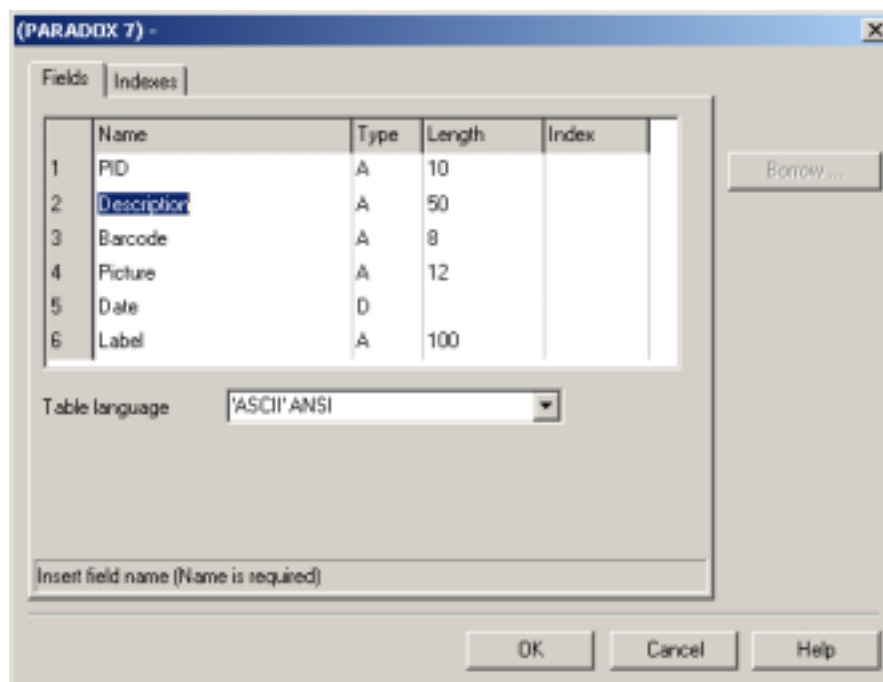 (PARADOX 7) -
Fields Indexes
Name Type Length Index
1 PID A 10
2 Description A 50
3 Barcode A 8
4 Picture A 12
5 Date D
6 Label A 100
Borrow...
Table language 'ASCII' ANSI
Insert field name (Name is required)
OK Cancel Help